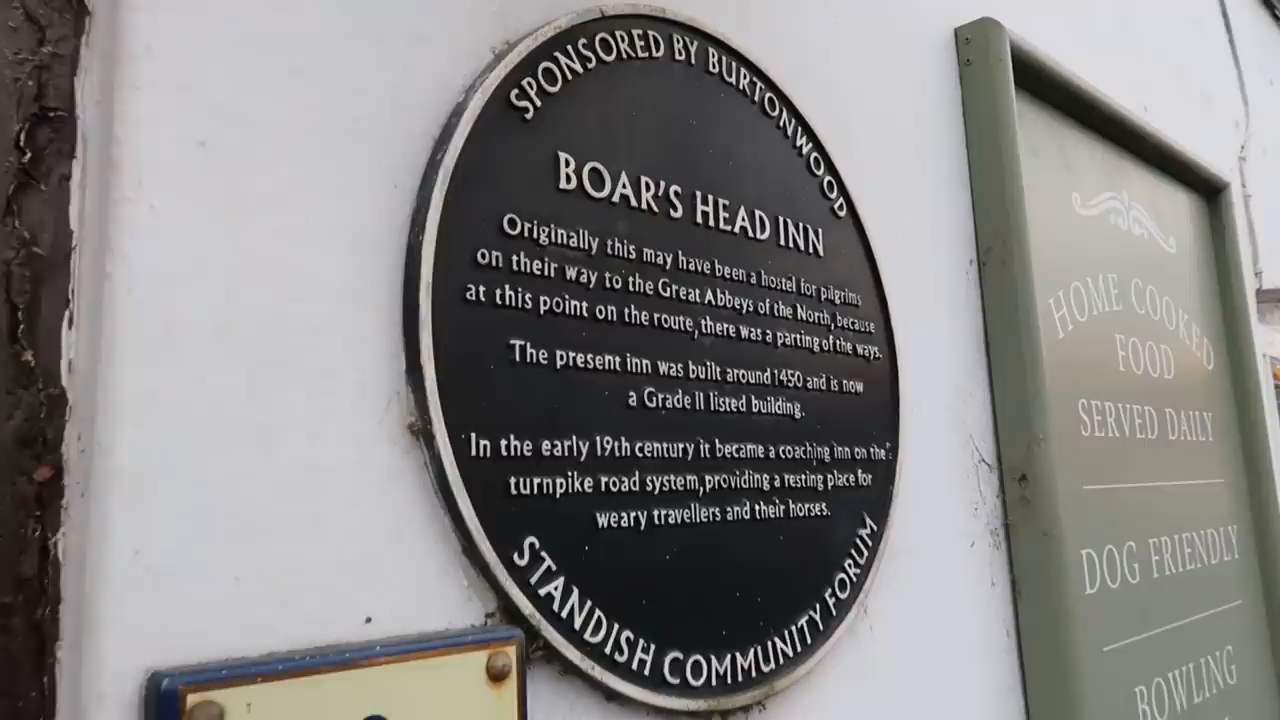 SPONSORED BY BURTONWOOD
BOAR'S HEAD INN
Originally this may have been a hostel for pilgrims
on their way to the Great Abbeys of the North, because
at this point on the route, there was a parting of the ways.
The present inn was built around 1450 and is now
a Grade II listed building.
In the early 19th century it became a coaching inn on the
turnpike road system, providing a resting place for
weary travellers and their horses.
STANDISH COMMUNITY FORUM
HOME COOKED
FOOD
SERVED DAILY
DOG FRIENDLY
BOWLING